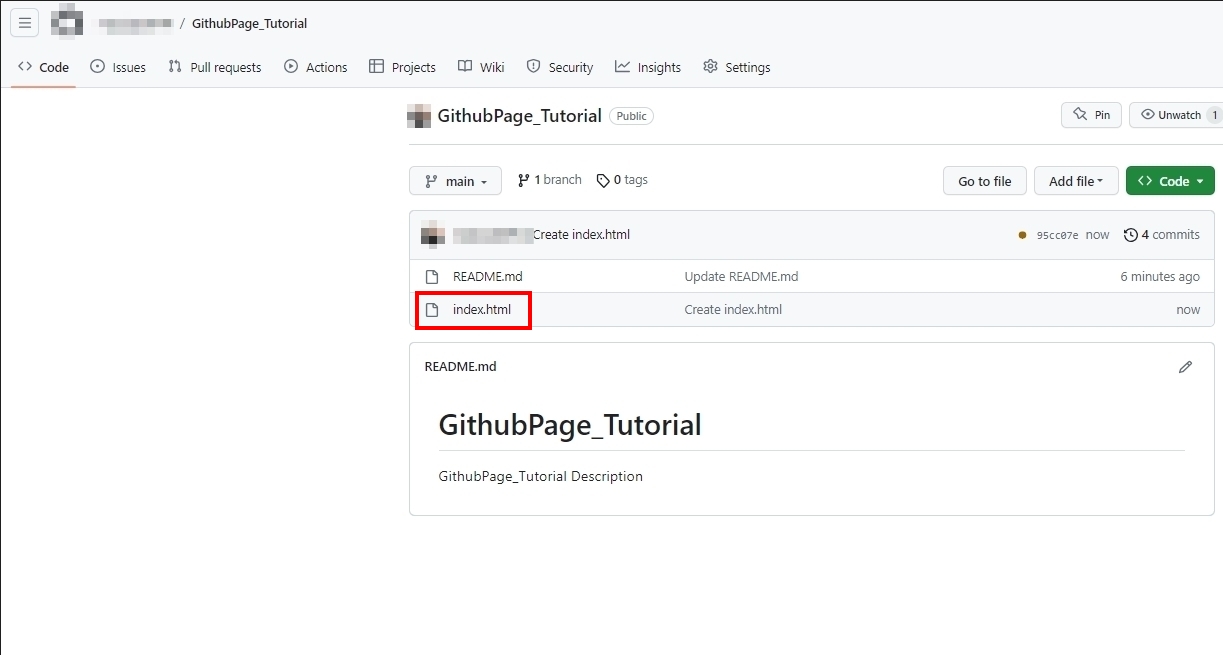 / GithubPage_Tutorial
Code Issues Pull requests Actions Projects Wiki Security Insights Settings
GithubPage_Tutorial Public Pin Unwatch 1
main 1 branch 0 tags Go to file Add file Code
Create index.html 95cc07e now 4 commits
README.md Update README.md 6 minutes ago
index.html Create index.html now
README.md
GithubPage_Tutorial
GithubPage_Tutorial Description